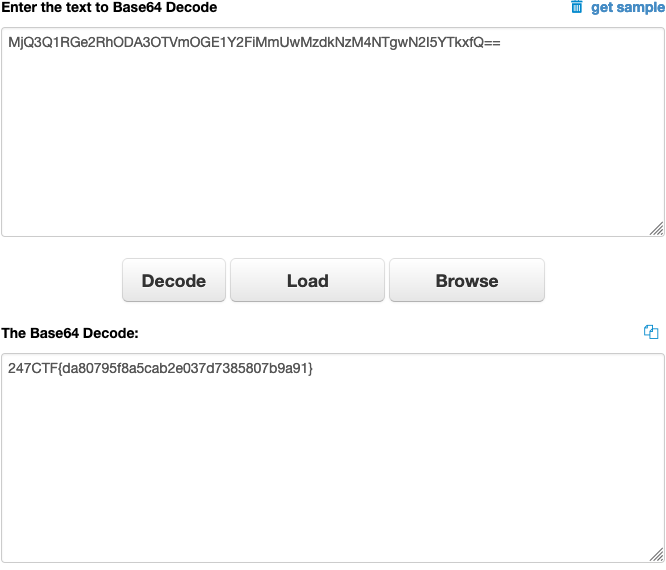 Enter the text to Base64 Decode
get sample
MjQ3Q1RGe2RhODA3OTVmOGE1Y2FiMmUwMzdkNzM4NTgwN2I5YTkxfQ==
Decode
Load
Browse
The Base64 Decode:
247CTF{da80795f8a5cab2e037d7385807b9a91}